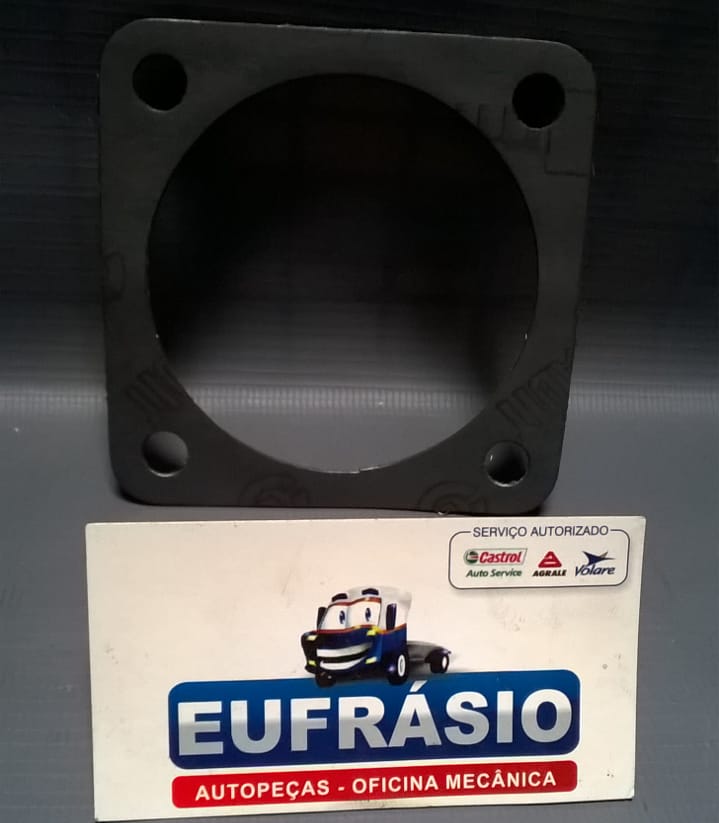 SERVIÇO AUTORIZADO
Castrol AGRALE Volare
Auto Service
EUFRÁSIO
AUTOPEÇAS - OFICINA MECÂNICA